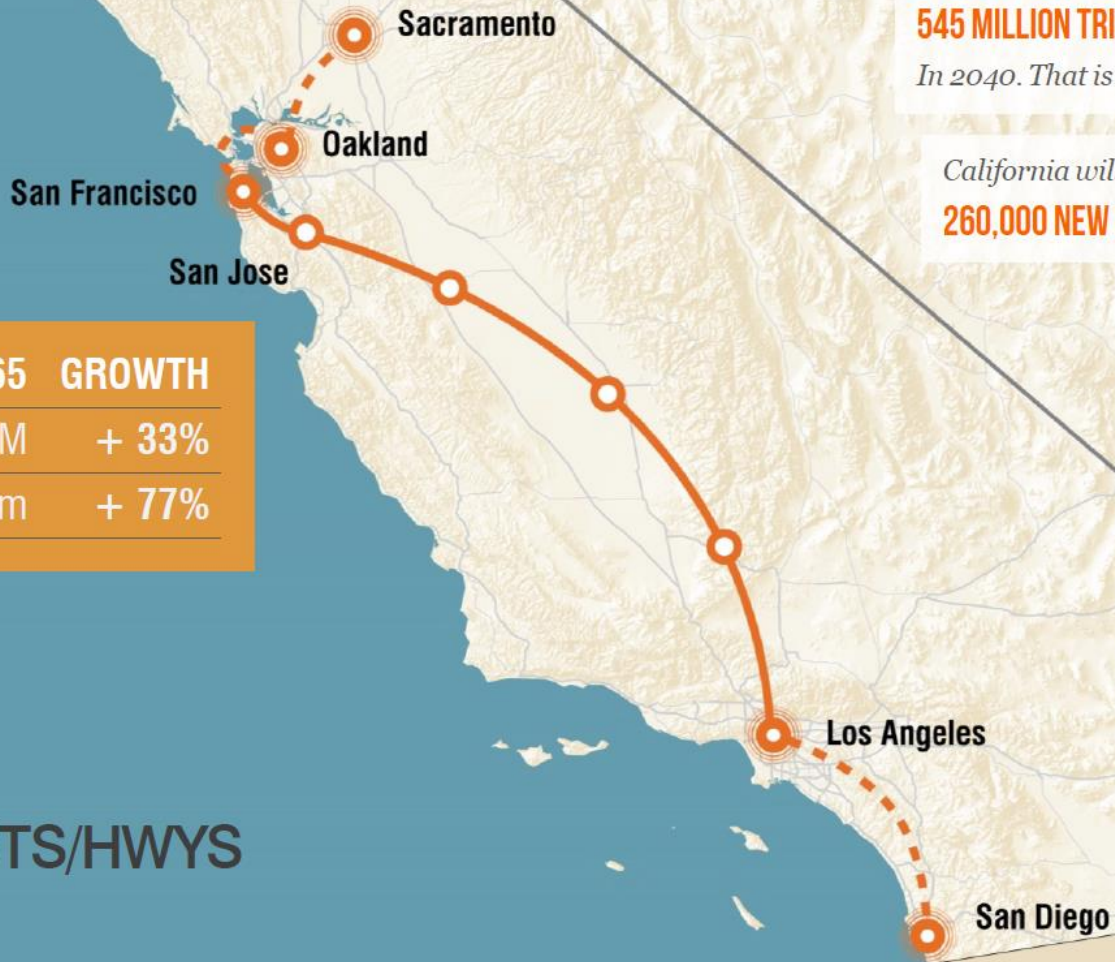 Sacramento
545 MILLION TRI
In 2040. That is
Oakland
California wil
260,000 NEW
San Francisco
San Jose
65 GROWTH
M + 33%
m + 77%
Los Angeles
TS/HWYS
San Diego